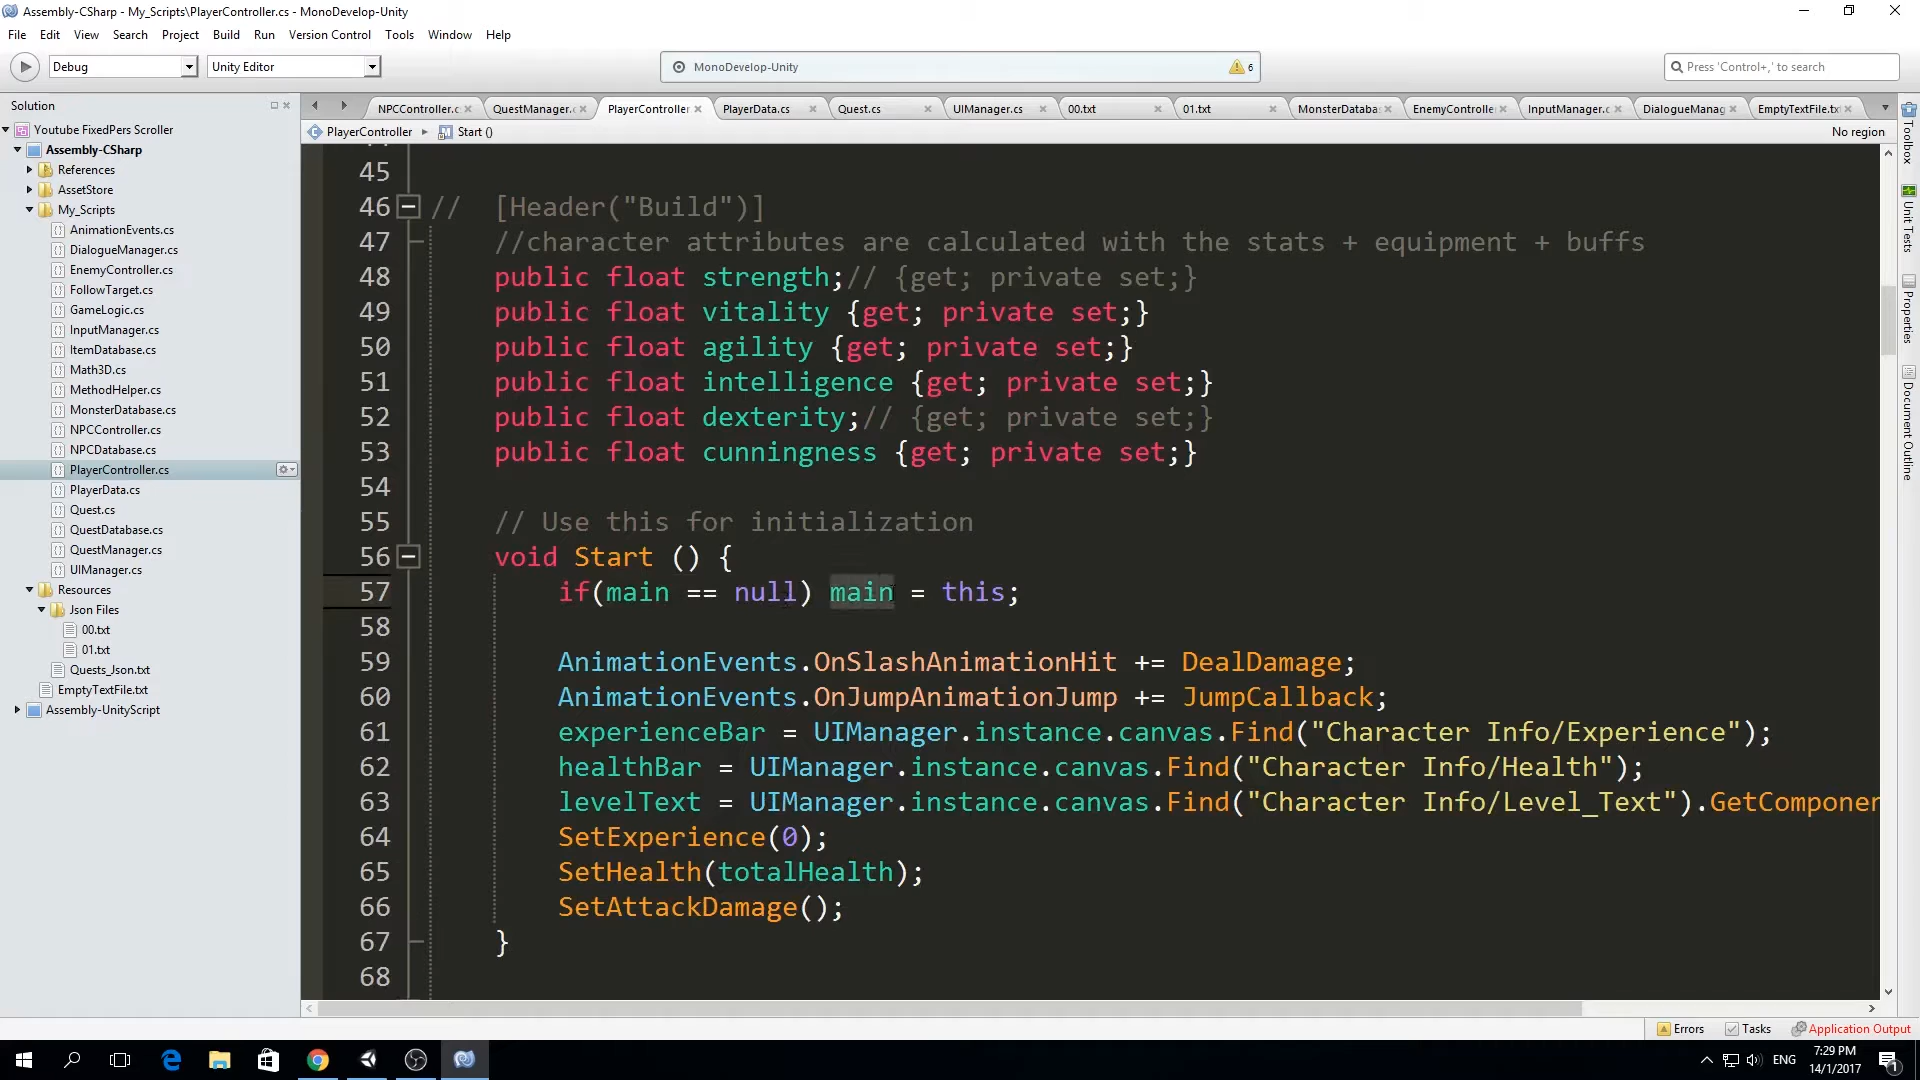 Assembly-CSharp - My_Scripts\PlayerController.cs - MonoDevelop-Unity
File Edit View Search Project Build Run Version Control Tools Window Help
Debug Unity Editor MonoDevelop-Unity 6 Press 'Control+,' to search
Solution
Youtube FixedPers Scroller
Assembly-CSharp
References
AssetStore
My_Scripts
AnimationEvents.cs
DialogueManager.cs
EnemyController.cs
FollowTarget.cs
GameLogic.cs
InputManager.cs
ItemDatabase.cs
Math3D.cs
MethodHelper.cs
MonsterDatabase.cs
NPCController.cs
NPCDatabase.cs
PlayerController.cs
PlayerData.cs
Quest.cs
QuestDatabase.cs
QuestManager.cs
UIManager.cs
Resources
Json Files
00.txt
01.txt
Quests_Json.txt
EmptyTextFile.txt
Assembly-UnityScript
NPCController.c QuestManager. PlayerController PlayerData.cs Quest.cs UIManager.cs 00.txt 01.txt MonsterDataba: EnemyControlle InputManager.c DialogueManag EmptyTextFile.tx
PlayerController Start () No region
45
46 // [Header("Build")]
47 //character attributes are calculated with the stats + equipment + buffs
48 public float strength;// {get; private set;}
49 public float vitality {get; private set;}
50 public float agility {get; private set;}
51 public float intelligence {get; private set;}
52 public float dexterity;// {get; private set;}
53 public float cunningness {get; private set;}
54
55 // Use this for initialization
56 void Start () {
57 if(main == null) main = this;
58
59 AnimationEvents.OnSlashAnimationHit += DealDamage;
60 AnimationEvents.OnJumpAnimationJump += JumpCallback;
61 experienceBar = UIManager.instance.canvas.Find("Character Info/Experience");
62 healthBar = UIManager.instance.canvas.Find("Character Info/Health");
63 levelText = UIManager.instance.canvas.Find("Character Info/Level_Text").GetComponen
64 SetExperience(0);
65 SetHealth(totalHealth);
66 SetAttackDamage();
67 }
68
Toolbox
Unit Tests
Properties
Document Outline
Errors Tasks Application Output
ENG 7:29 PM
14/1/2017 1